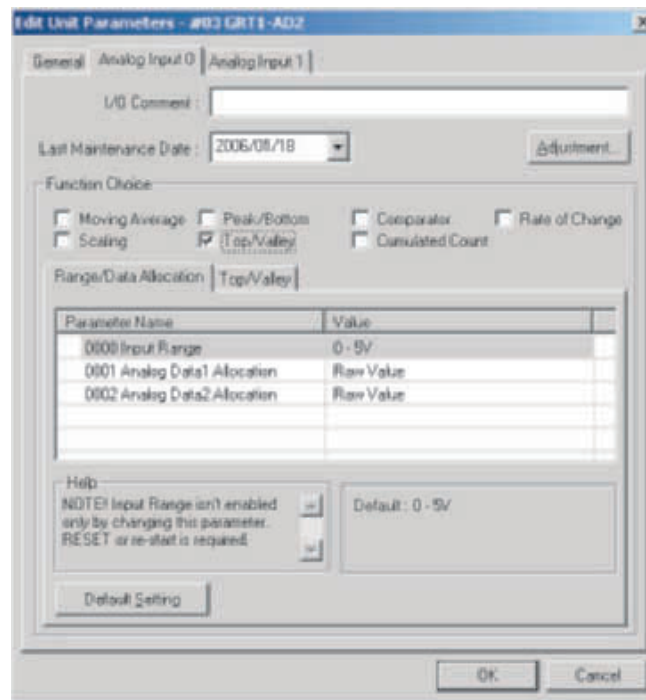 Edit Unit Parameters - #03 GRT1-AD2
General Analog Input 0 Analog Input 1
I/O Comment :
Last Maintenance Date : 2006/01/18 Adjustment...
Function Choice
Moving Average Peak/Bottom Comparator Rate of Change
Scaling Top/Valley Cumulated Count
Range/Data Allocation Top/Valley
Parameter Name Value
0000 Input Range 0 - 5V
0001 Analog Data1 Allocation Raw Value
0002 Analog Data2 Allocation Raw Value
Help
NOTE! Input Range isn't enabled Default : 0 - 5V
only by changing this parameter.
RESET or re-start is required.
Default Setting
OK Cancel